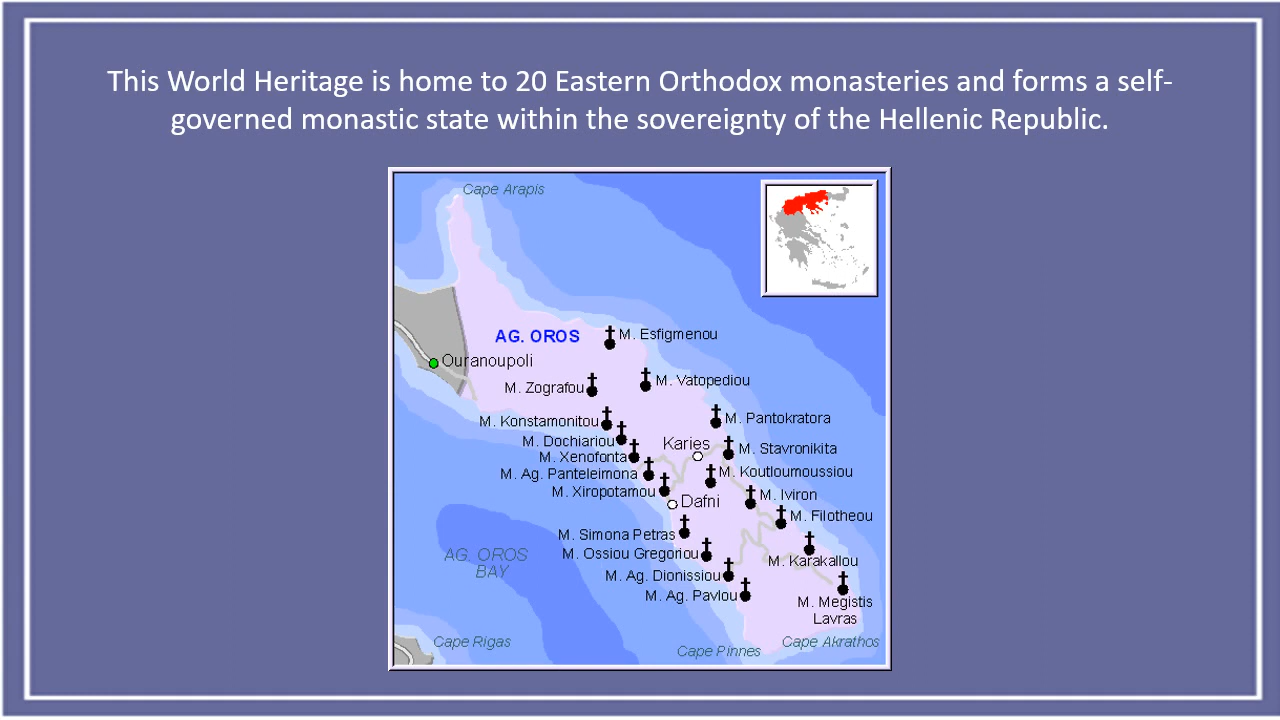 This World Heritage is home to 20 Eastern Orthodox monasteries and forms a self-
governed monastic state within the sovereignty of the Hellenic Republic.
Cape Arapis
AG. OROS
M. Esfigmenou
Ouranoupoli
M. Zografou
M. Vatopediou
M. Konstamonitou
M. Pantokratora
M. Dochiariou
Karies
M. Stavronikita
M. Xenofonta
M. Ag. Panteleimona
M. Koutloumoussiou
M. Xiropotamou
M. Iviron
Dafni
M. Filotheou
M. Simona Petras
M. Ossiou Gregoriou
AG. OROS
BAY
M. Karakallou
M. Ag. Dionissiou
M. Ag. Pavlou
M. Megistis
Lavras
Cape Rigas
Cape Pinnes
Cape Akrathos